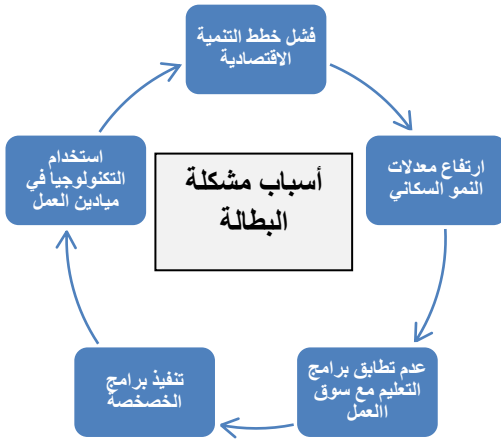 فشل خطط التنمية
الاقتصادية
ارتفاع معدلات
النمو السكاني
عدم تطابق برامج
التعليم مع سوق
االعمل
تنفيذ برامج
الخصخصة
استخدام
التكنولوجيا في
ميادين العمل
أسباب مشكلة
البطالة